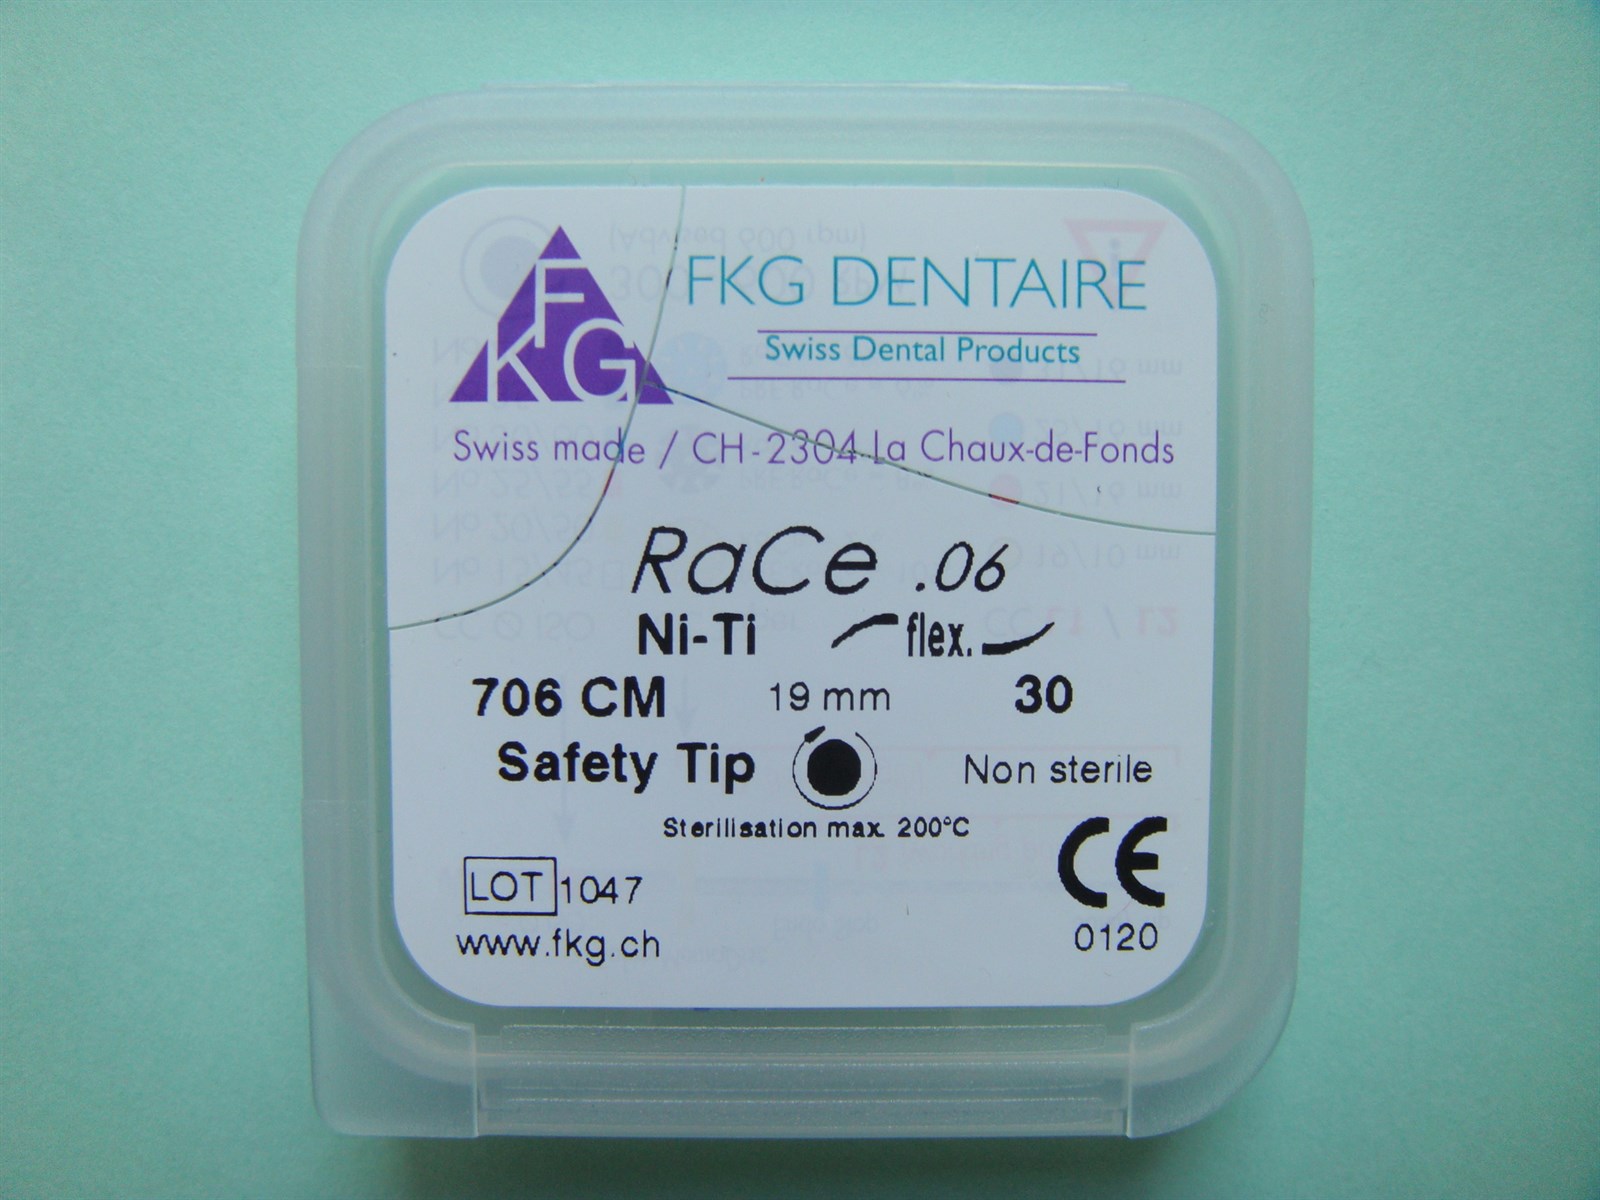 FKG
FKG DENTAIRE
Swiss Dental Products
Swiss made / CH-2304 La Chaux-de-Fonds
RaCe .06
Ni-Ti flex.
706 CM 19 mm 30
Safety Tip Non sterile
Sterilisation max. 200°C
LOT 1047
www.fkg.ch
CE
0120